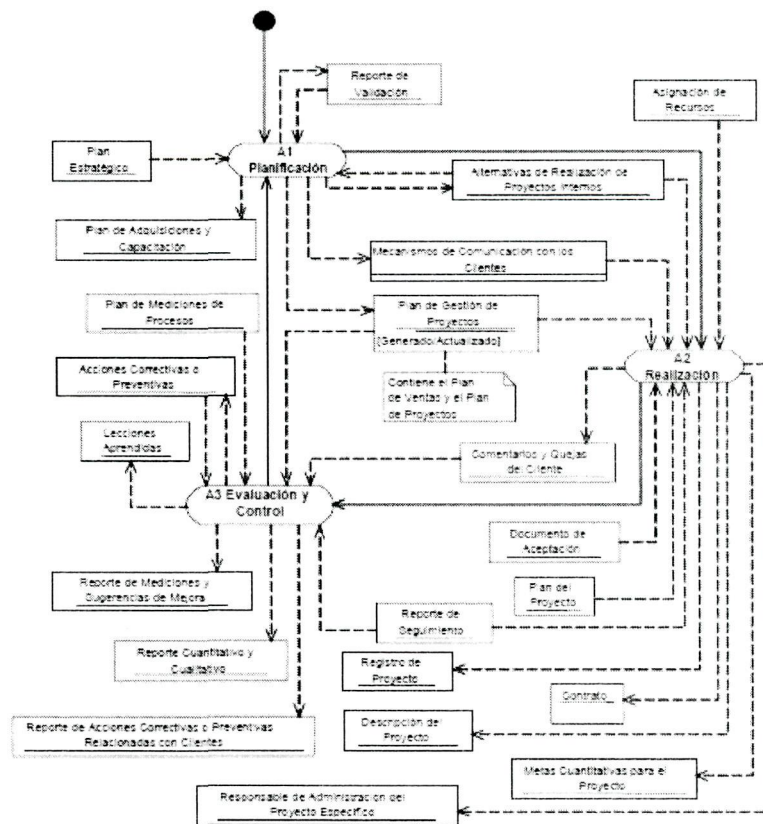 Reporte de
Validación
Asignación de
Recursos
A1
Planificación
Plan
Estratégico
Alternativas de Realización de
Proyectos Internos
Plan de Adquisiciones y
Capacitación
Mecanismos de Comunicación con los
Clientes
Plan de Mediciones de
Procesos
Plan de Gestión de
Proyectos
[Generado/Actualizado]
A2
Realización
Acciones Correctivas o
Preventivas
Contiene el Plan
de Ventas y el Plan
de Proyectos
Lecciones
Aprendidas
Comentarios y Quejas
del Cliente
A3 Evaluación y
Control
Documento de
Aceptación
Reporte de Mediciones y
Sugerencias de Mejora
Plan del
Proyecto
Reporte de
Seguimiento
Reporte Cuantitativo y
Cualitativo
Registro de
Proyecto
Contrato
Reporte de Acciones Correctivas o Preventivas
Relacionadas con Clientes
Descripción del
Proyecto
Metas Cuantitativas para el
Proyecto
Responsable de Administración del
Proyecto Específico